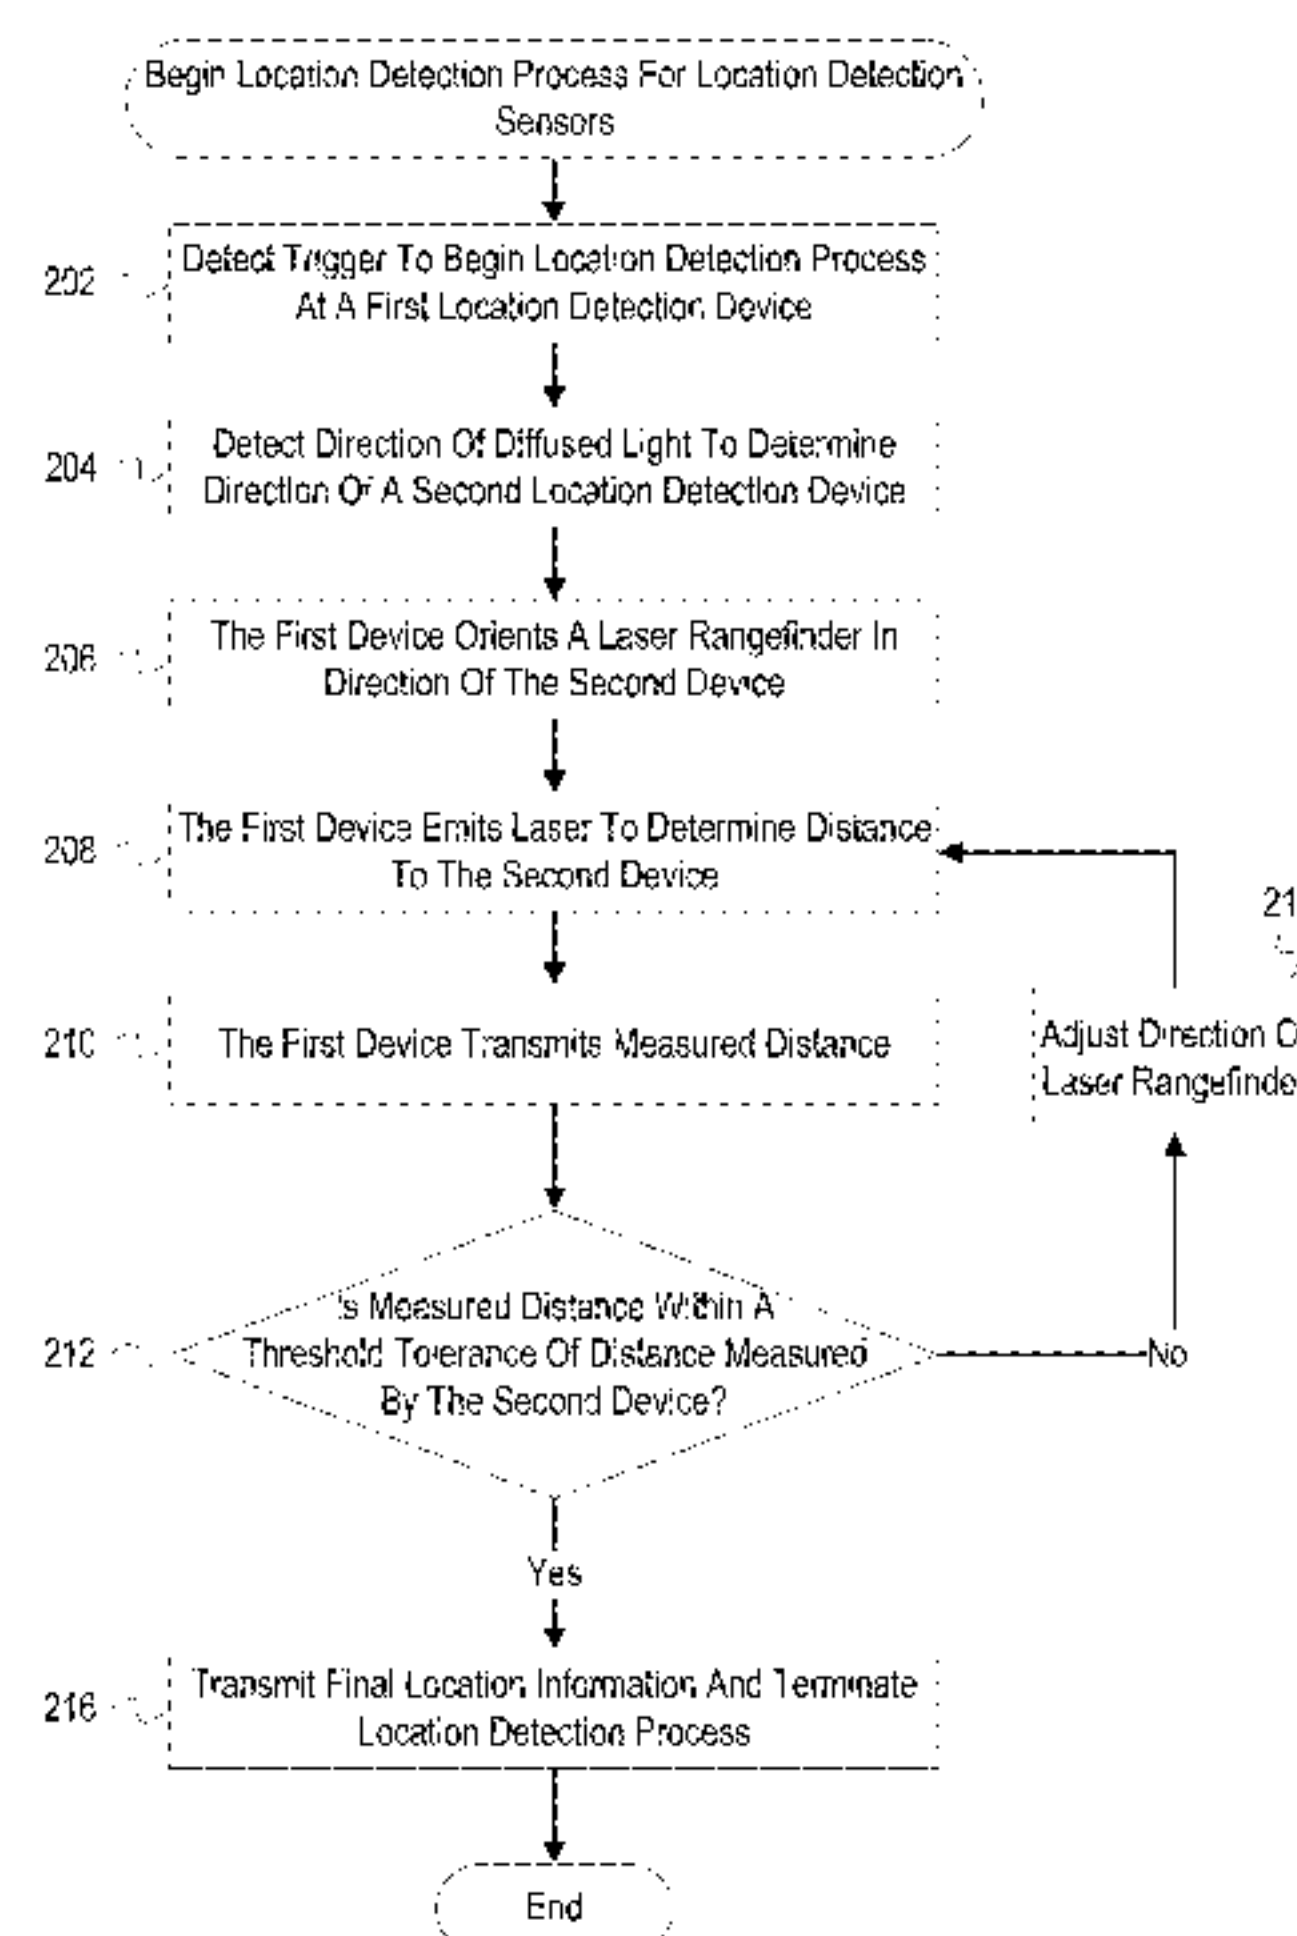 Begin Location Detection Process For Location Detection
Sensors
202
Detect Trigger To Begin Location Detection Process
At A First Location Detection Device
204
Detect Direction Of Diffused Light To Determine
Direction Of A Second Location Detection Device
206
The First Device Orients A Laser Rangefinder In
Direction Of The Second Device
208
The First Device Emits Laser To Determine Distance
To The Second Device
21
210
The First Device Transmits Measured Distance
Adjust Direction O
Laser Rangefinde
212
Is Measured Distance Within A
Threshold Tolerance Of Distance Measured
By The Second Device?
No
Yes
216
Transmit Final Location Information And Terminate
Location Detection Process
End